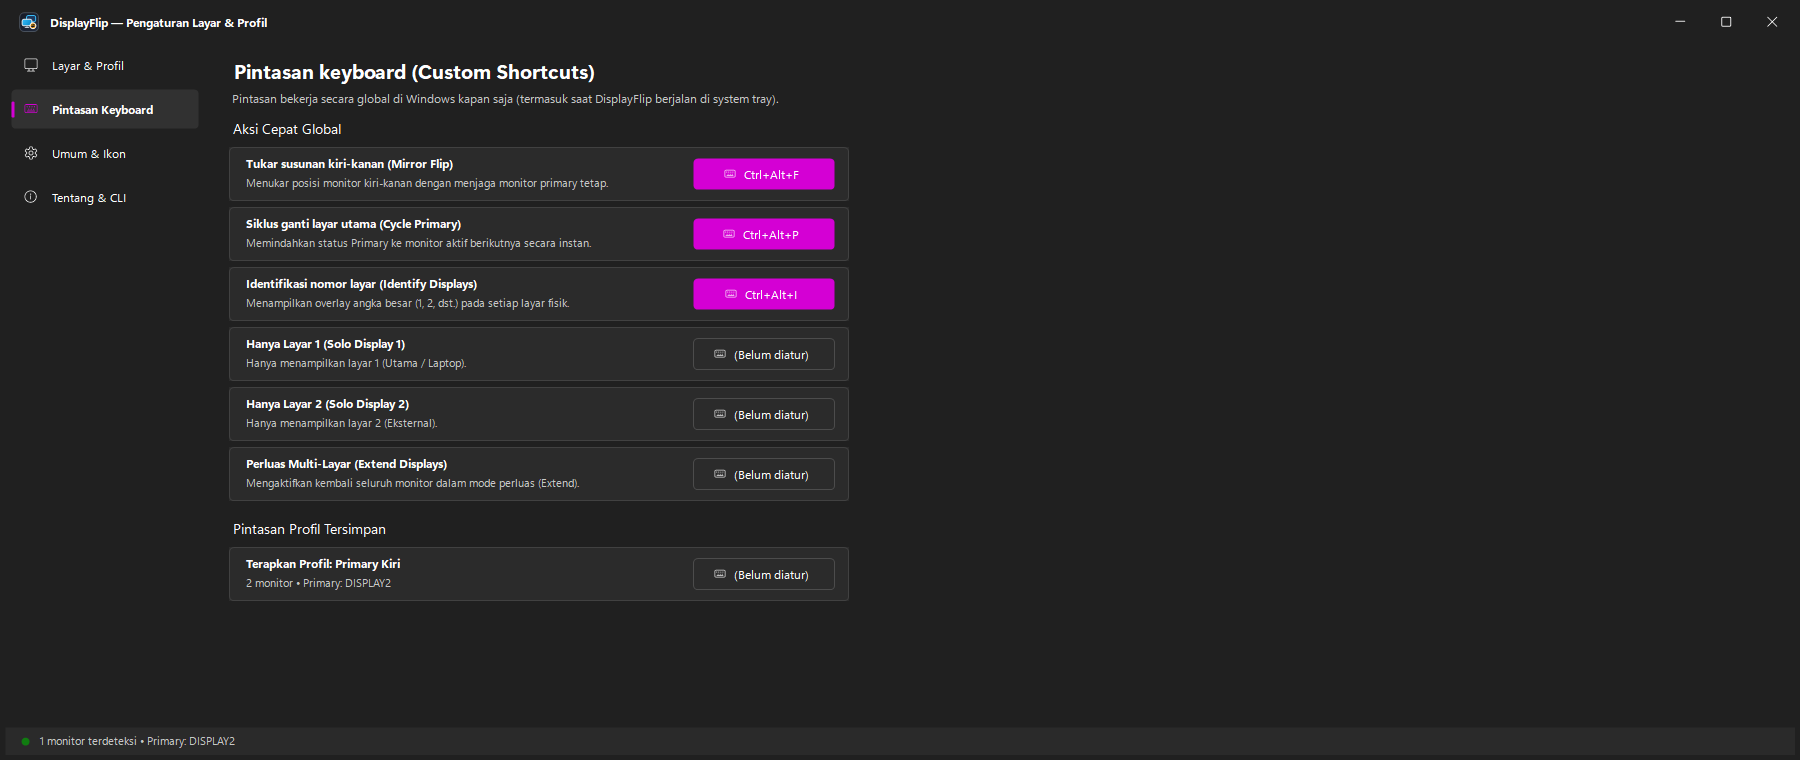 DisplayFlip — Pengaturan Layar & Profil
Layar & Profil
Pintasan Keyboard
Umum & Ikon
Tentang & CLI
Pintasan keyboard (Custom Shortcuts)
Pintasan bekerja secara global di Windows kapan saja (termasuk saat DisplayFlip berjalan di system tray).
Aksi Cepat Global
Tukar susunan kiri-kanan (Mirror Flip)
Menukar posisi monitor kiri-kanan dengan menjaga monitor primary tetap.
Ctrl+Alt+F
Siklus ganti layar utama (Cycle Primary)
Memindahkan status Primary ke monitor aktif berikutnya secara instan.
Ctrl+Alt+P
Identifikasi nomor layar (Identify Displays)
Menampilkan overlay angka besar (1, 2, dst.) pada setiap layar fisik.
Ctrl+Alt+I
Hanya Layar 1 (Solo Display 1)
Hanya menampilkan layar 1 (Utama / Laptop).
(Belum diatur)
Hanya Layar 2 (Solo Display 2)
Hanya menampilkan layar 2 (Eksternal).
(Belum diatur)
Perluas Multi-Layar (Extend Displays)
Mengaktifkan kembali seluruh monitor dalam mode perluas (Extend).
(Belum diatur)
Pintasan Profil Tersimpan
Terapkan Profil: Primary Kiri
2 monitor • Primary: DISPLAY2
(Belum diatur)
1 monitor terdeteksi • Primary: DISPLAY2